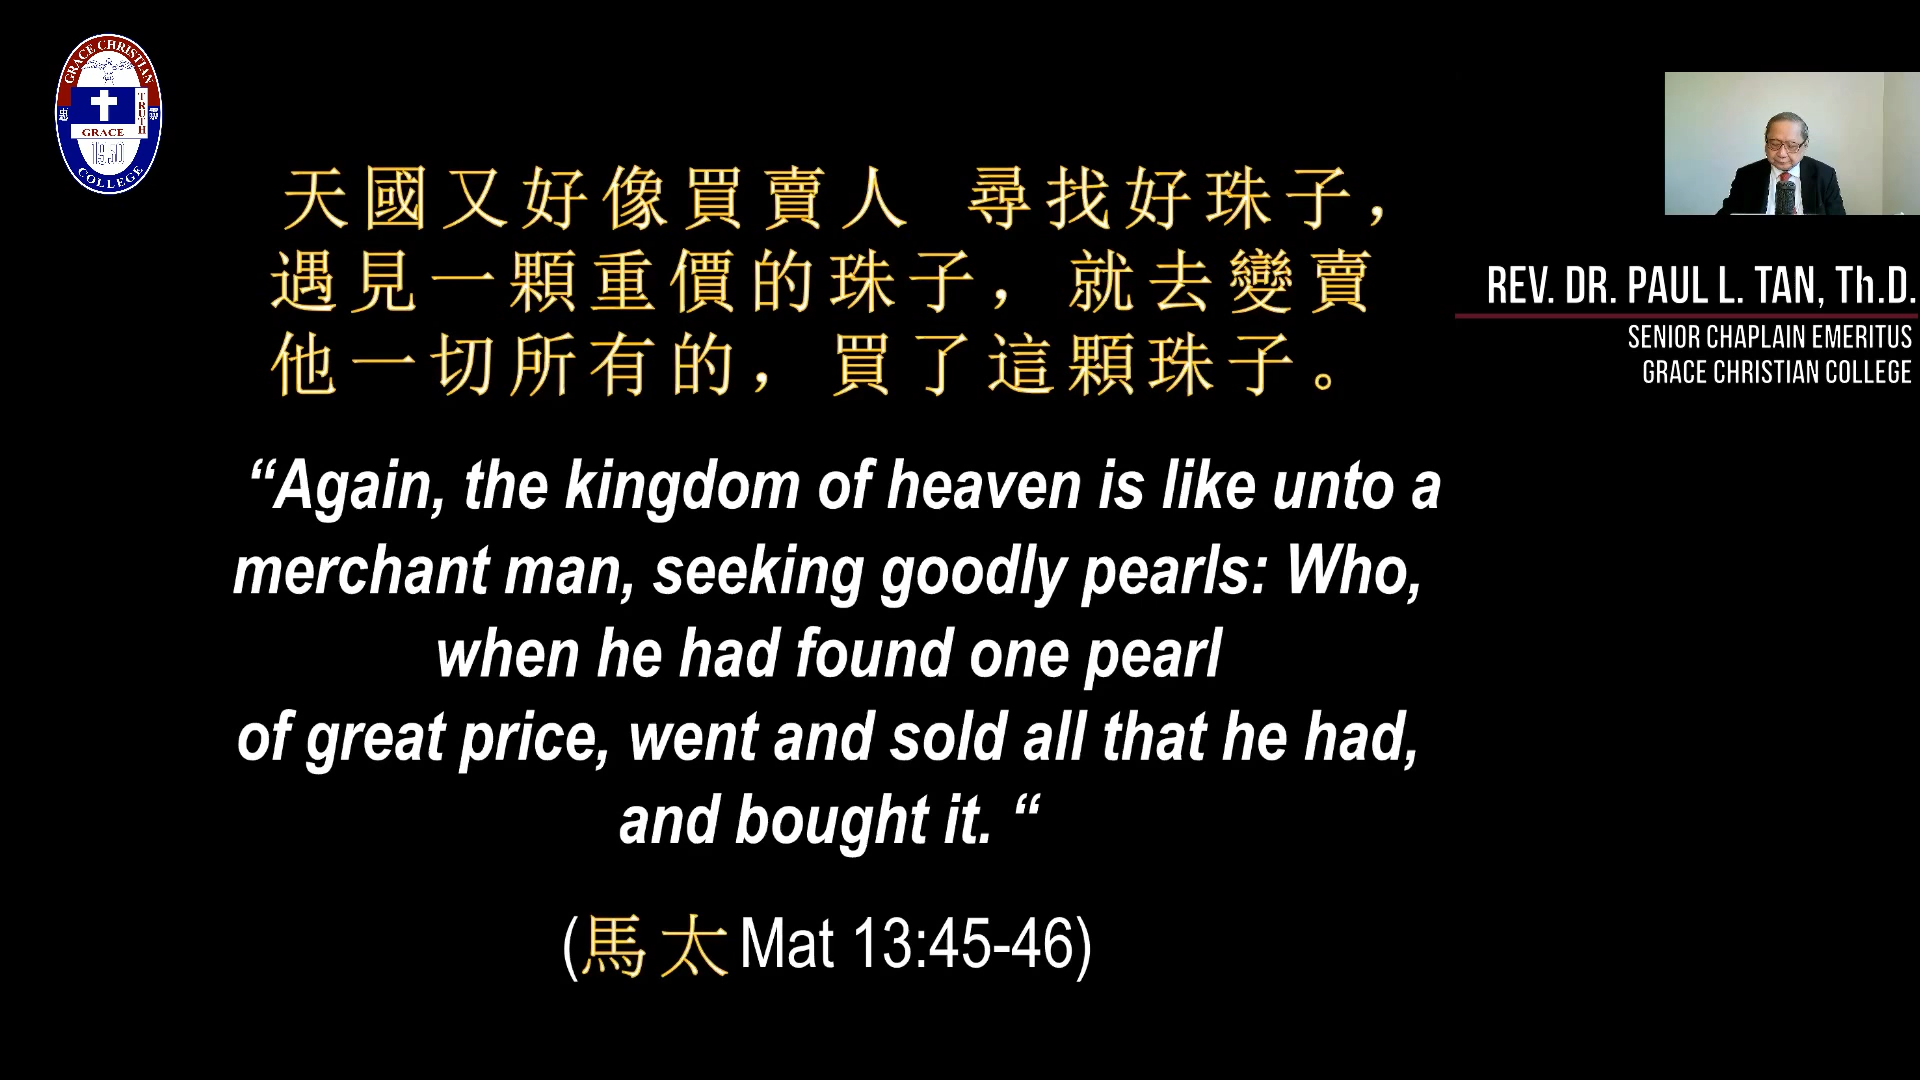 GRACE CHRISTIAN
TRUTH
GRACE
1950
COLLEGE
天國又好像買賣人 尋找好珠子，
遇見一顆重價的珠子，就去變賣
他一切所有的，買了這顆珠子。
“Again, the kingdom of heaven is like unto a
merchant man, seeking goodly pearls: Who,
when he had found one pearl
of great price, went and sold all that he had,
and bought it. “
(馬太 Mat 13:45-46)
REV. DR. PAUL L. TAN, Th.D.
SENIOR CHAPLAIN EMERITUS
GRACE CHRISTIAN COLLEGE